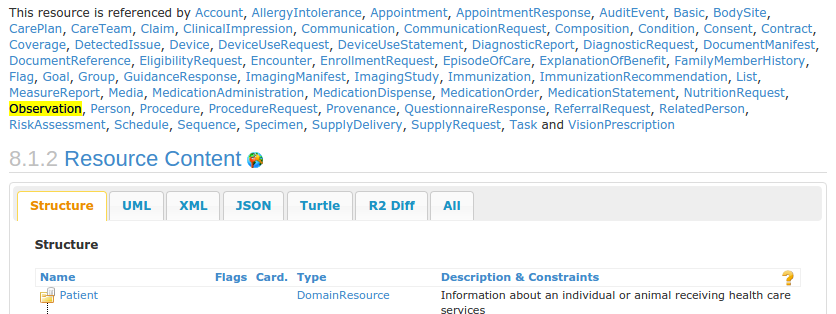 This resource is referenced by Account, AllergyIntolerance, Appointment, AppointmentResponse, AuditEvent, Basic, BodySite,
CarePlan, CareTeam, Claim, ClinicalImpression, Communication, CommunicationRequest, Composition, Condition, Consent, Contract,
Coverage, DetectedIssue, Device, DeviceUseRequest, DeviceUseStatement, DiagnosticReport, DiagnosticRequest, DocumentManifest,
DocumentReference, EligibilityRequest, Encounter, EnrollmentRequest, EpisodeOfCare, ExplanationOfBenefit, FamilyMemberHistory,
Flag, Goal, Group, GuidanceResponse, ImagingManifest, ImagingStudy, Immunization, ImmunizationRecommendation, List,
MeasureReport, Media, MedicationAdministration, MedicationDispense, MedicationOrder, MedicationStatement, NutritionRequest,
Observation, Person, Procedure, ProcedureRequest, Provenance, QuestionnaireResponse, ReferralRequest, RelatedPerson,
RiskAssessment, Schedule, Sequence, Specimen, SupplyDelivery, SupplyRequest, Task and VisionPrescription
8.1.2 Resource Content
Structure UML XML JSON Turtle R2 Diff All
Structure
Name Flags Card. Type Description & Constraints ?
Patient DomainResource Information about an individual or animal receiving health care
services